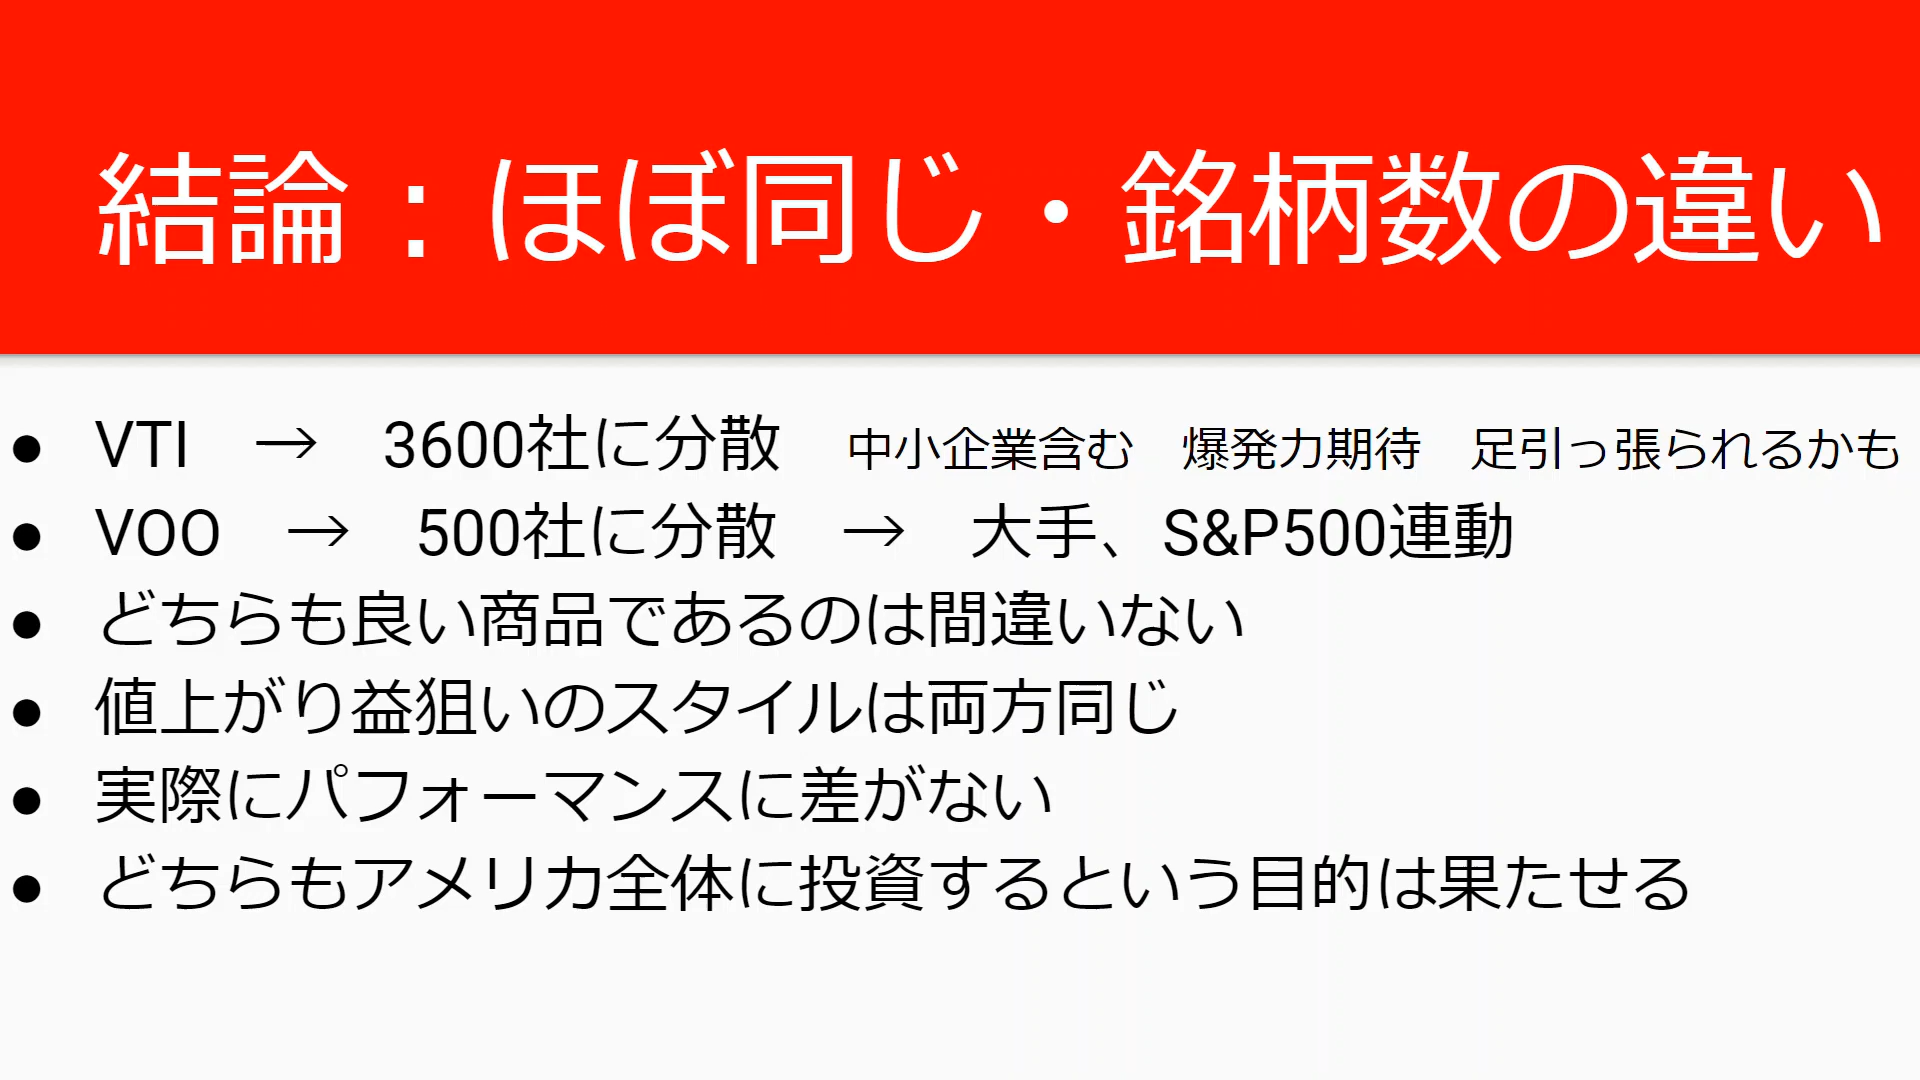 結論：ほぼ同じ・銘柄数の違い
● VTI　→　3600社に分散　中小企業含む　爆発力期待　足引っ張られるかも
● VOO　→　500社に分散　→　大手、S&P500連動
● どちらも良い商品であるのは間違いない
● 値上がり益狙いのスタイルは両方同じ
● 実際にパフォーマンスに差がない
● どちらもアメリカ全体に投資するという目的は果たせる